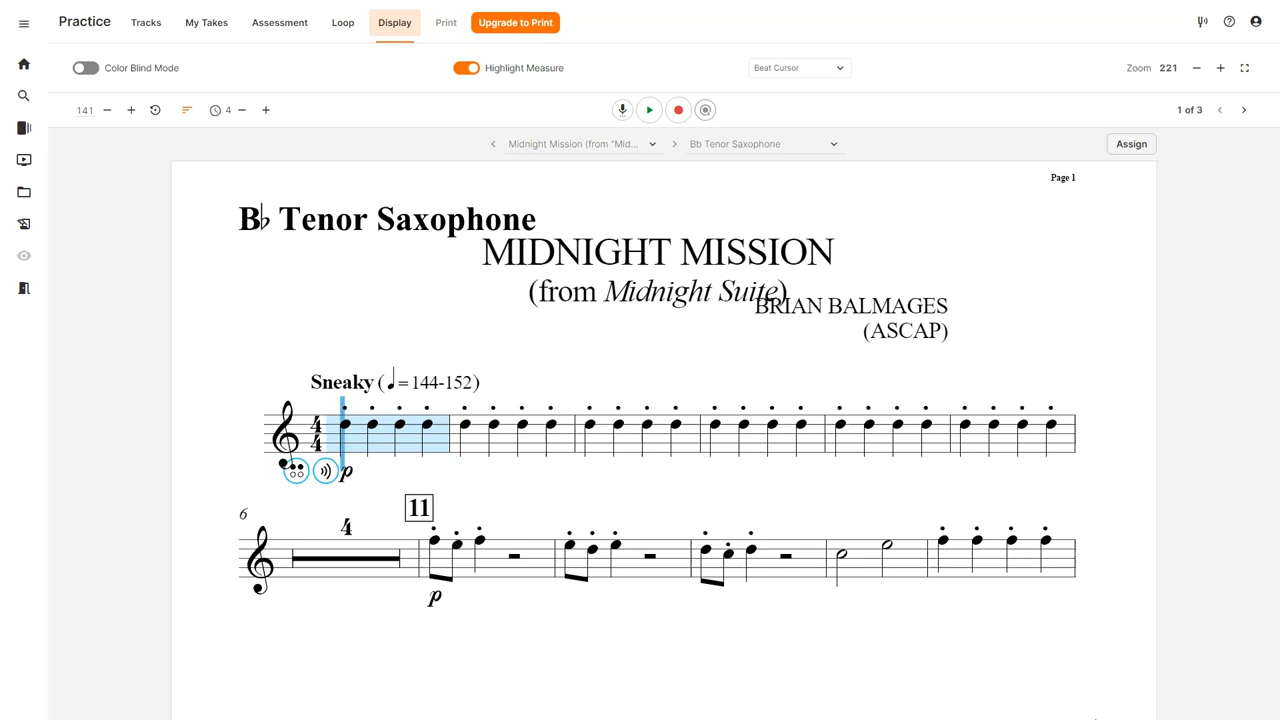 Practice Tracks My Takes Assessment Loop Display Print Upgrade to Print
Color Blind Mode Highlight Measure Beat Cursor Zoom 221
141 4 1 of 3
Midnight Mission (from "Mid... Bb Tenor Saxophone Assign
Page 1
B♭ Tenor Saxophone
MIDNIGHT MISSION
(from Midnight Suite)
BRIAN BALMAGES
(ASCAP)
Sneaky (♩=144-152)
4
4
p
6 4 11
p